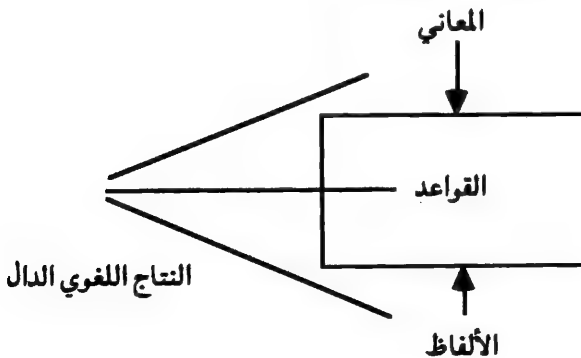 المعاني
القواعد
النتاج اللغوي الدال
الألفاظ